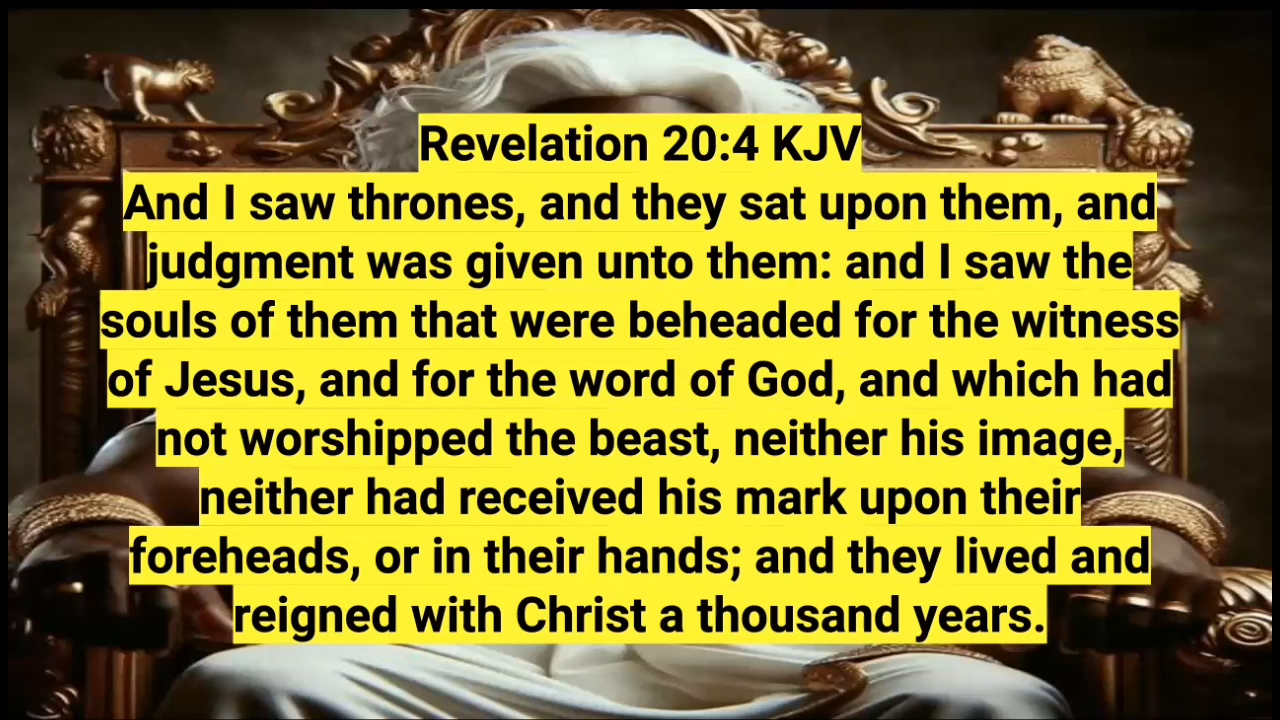 Revelation 20:4 KJV
And I saw thrones, and they sat upon them, and
judgment was given unto them: and I saw the
souls of them that were beheaded for the witness
of Jesus, and for the word of God, and which had
not worshipped the beast, neither his image,
neither had received his mark upon their
foreheads, or in their hands; and they lived and
reigned with Christ a thousand years.